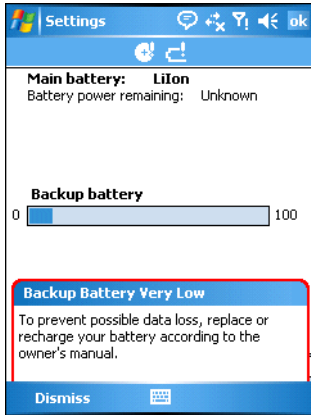 Settings
ok
Main battery: LiIon
Battery power remaining: Unknown
Backup battery
0 100
Backup Battery Very Low
To prevent possible data loss, replace or
recharge your battery according to the
owner's manual.
Dismiss